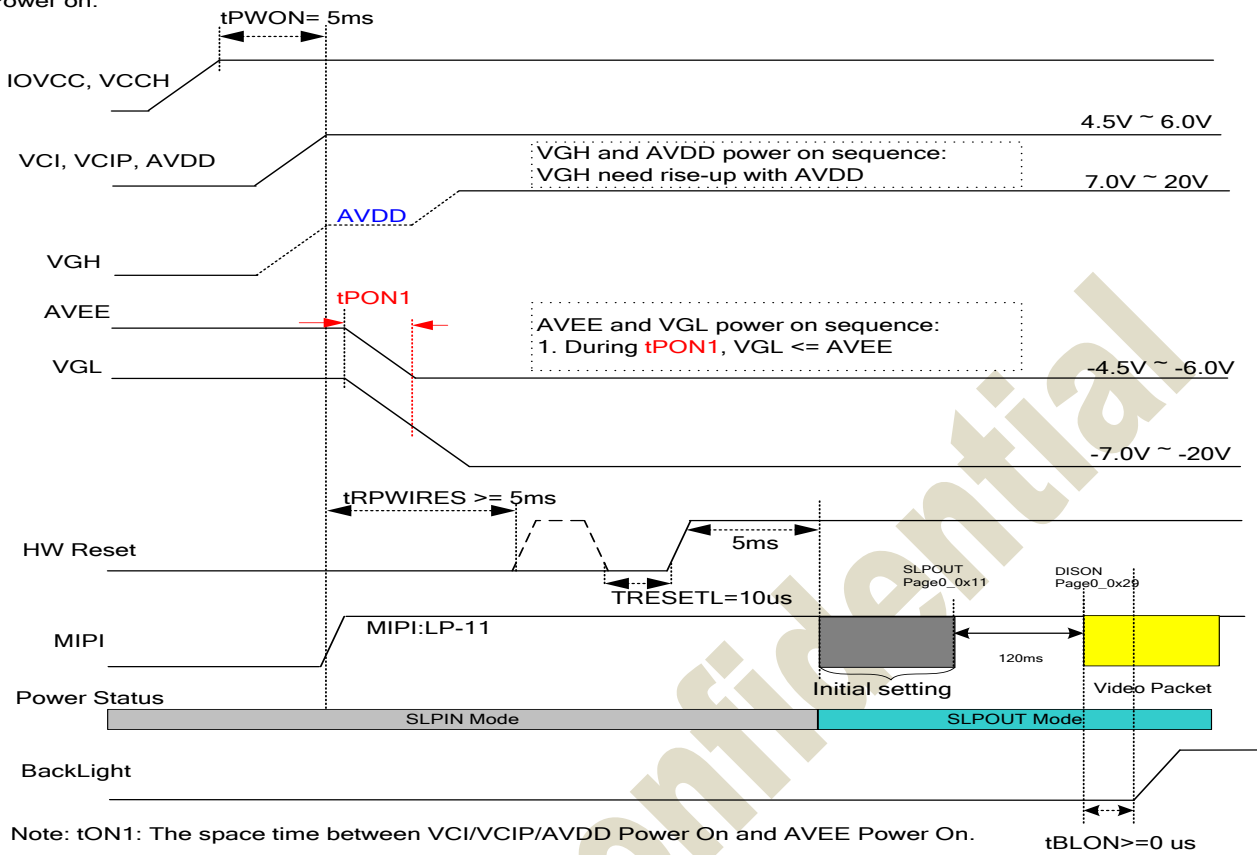 Power on:
tPWON= 5ms
IOVCC, VCCH
4.5V ~ 6.0V
VCI, VCIP, AVDD
VGH and AVDD power on sequence:
VGH need rise-up with AVDD
7.0V ~ 20V
AVDD
VGH
tPON1
AVEE
AVEE and VGL power on sequence:
1. During tPON1, VGL <= AVEE
VGL
-4.5V ~ -6.0V
-7.0V ~ -20V
tRPWIRES >= 5ms
HW Reset
5ms
SLPOUT
Page0_0x11
DISON
Page0_0x29
TRESETL=10us
MIPI:LP-11
MIPI
120ms
Initial setting
Video Packet
Power Status
SLPIN Mode
SLPOUT Mode
BackLight
Note: tON1: The space time between VCI/VCIP/AVDD Power On and AVEE Power On.
tBLON>=0 us
onfidential